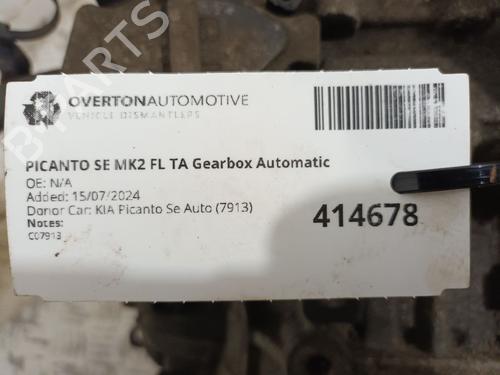 OVERTONAUTOMOTIVE
VEHICLE DISMANTLERS
PICANTO SE MK2 FL TA Gearbox Automatic
OE: N/A
Added: 15/07/2024
Donor Car: KIA Picanto Se Auto (7913)
Notes:
C07913
414678
B-PARTS